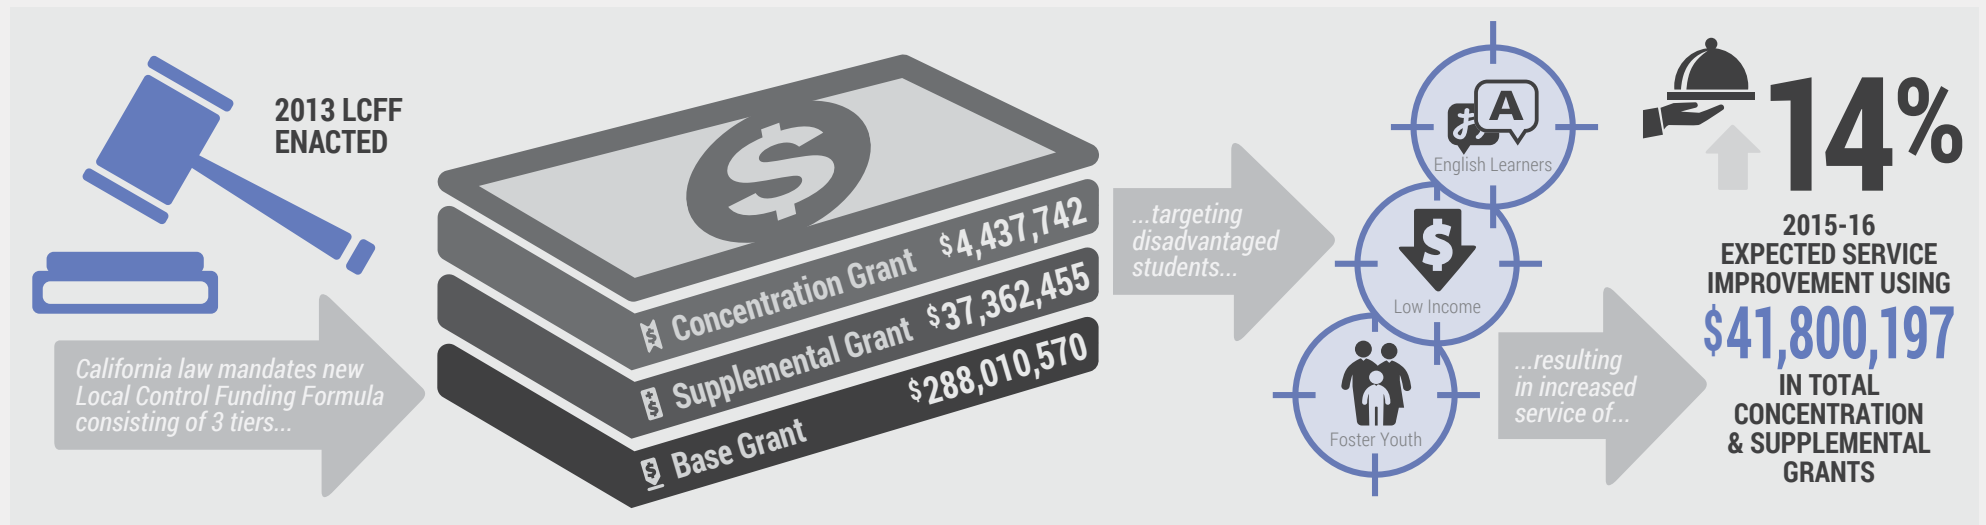 2013 LCFF
ENACTED
California law mandates new
Local Control Funding Formula
consisting of 3 tiers...
$
$ Concentration Grant $4,437,742
$ Supplemental Grant $37,362,455
$ Base Grant $288,010,570
...targeting
disadvantaged
students...
あ A
English Learners
$
Low Income
Foster Youth
...resulting
in increased
service of...
14%
2015-16
EXPECTED SERVICE
IMPROVEMENT USING
$41,800,197
IN TOTAL
CONCENTRATION
& SUPPLEMENTAL
GRANTS